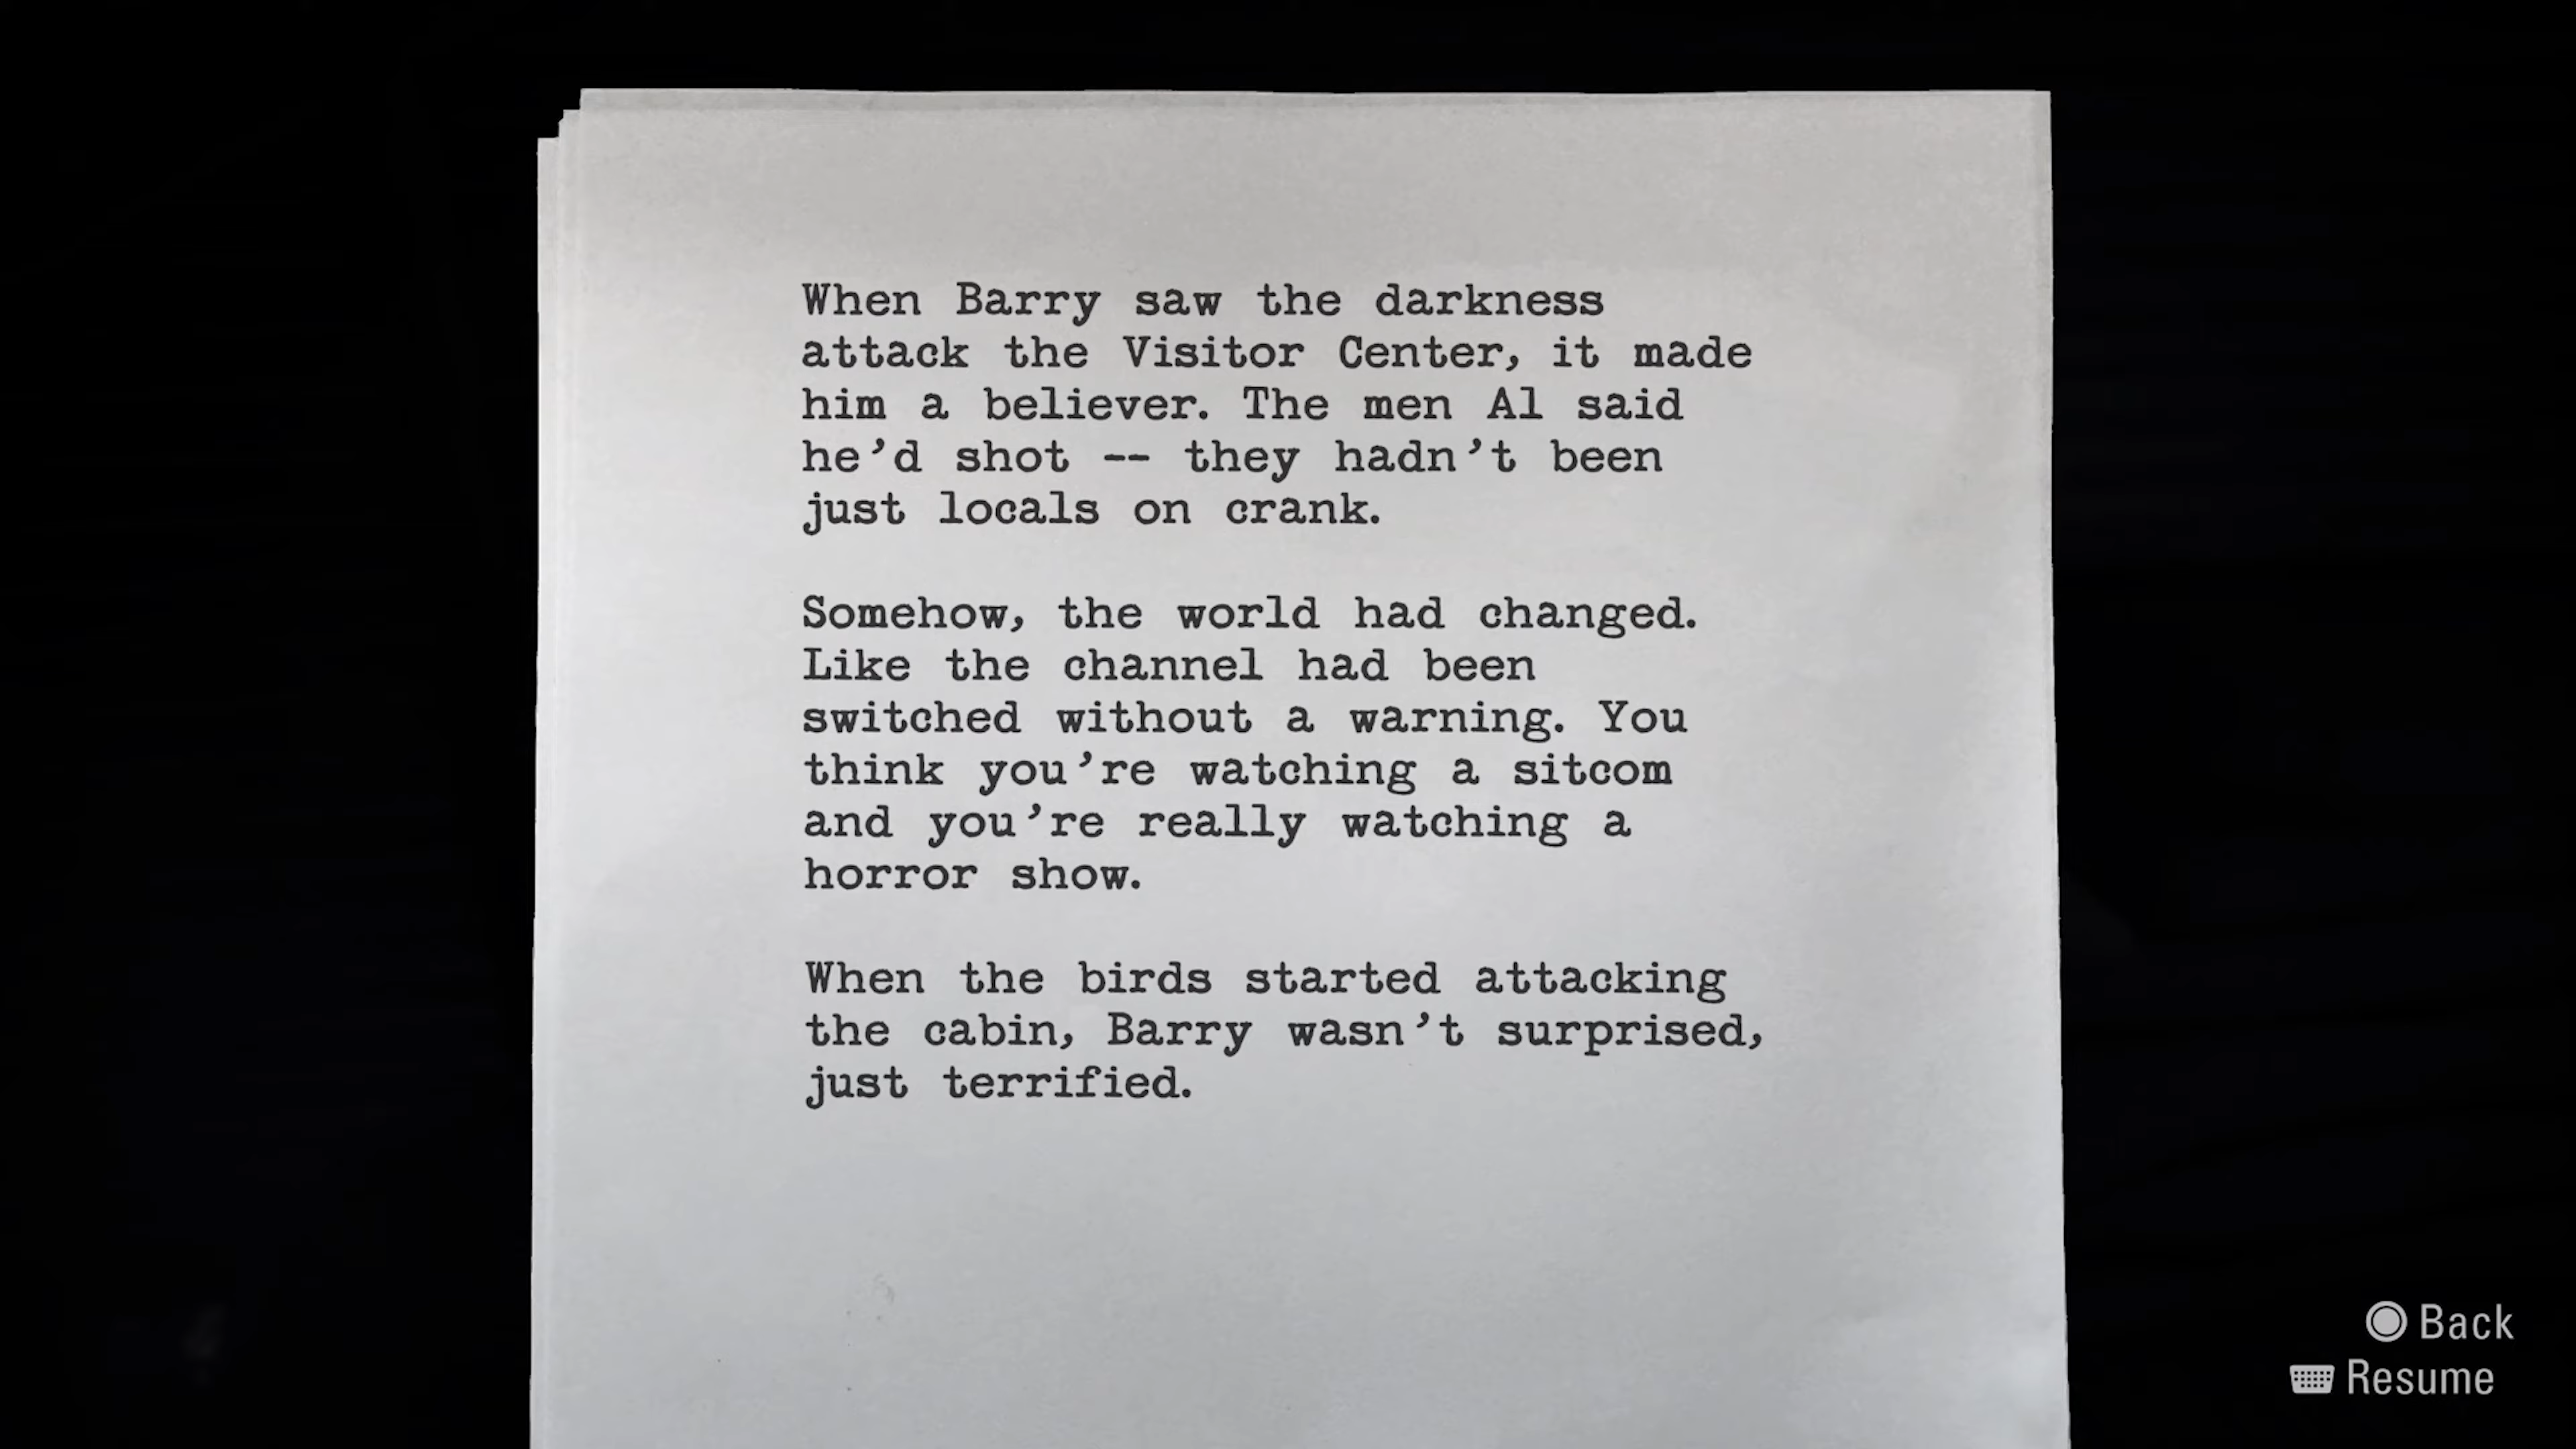 When Barry saw the darkness
attack the Visitor Center, it made
him a believer. The men Al said
he’d shot -- they hadn’t been
just locals on crank.
Somehow, the world had changed.
Like the channel had been
switched without a warning. You
think you’re watching a sitcom
and you’re really watching a
horror show.
When the birds started attacking
the cabin, Barry wasn’t surprised,
just terrified.
Back
Resume